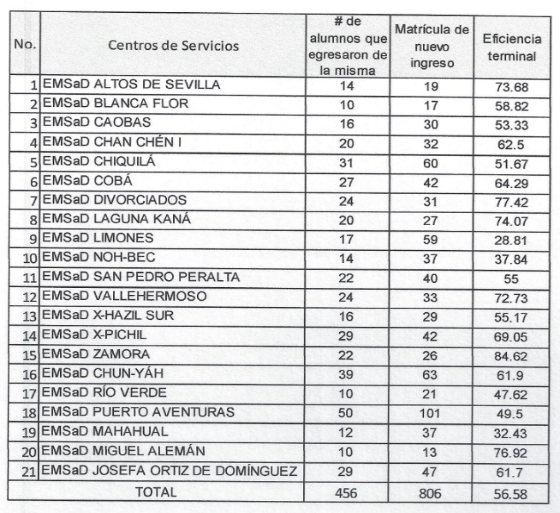 No. Centros de Servicios # de alumnos que egresaron de la misma Matrícula de nuevo ingreso Eficiencia terminal
1 EMSaD ALTOS DE SEVILLA 14 19 73.68
2 EMSaD BLANCA FLOR 10 17 58.82
3 EMSaD CAOBAS 16 30 53.33
4 EMSaD CHAN CHÉN I 20 32 62.5
5 EMSaD CHIQUILÁ 31 60 51.67
6 EMSaD COBÁ 27 42 64.29
7 EMSaD DIVORCIADOS 24 31 77.42
8 EMSaD LAGUNA KANÁ 20 27 74.07
9 EMSaD LIMONES 17 59 28.81
10 EMSaD NOH-BEC 14 37 37.84
11 EMSaD SAN PEDRO PERALTA 22 40 55
12 EMSaD VALLEHERMOSO 24 33 72.73
13 EMSaD X-HAZIL SUR 16 29 55.17
14 EMSaD X-PICHIL 29 42 69.05
15 EMSaD ZAMORA 22 26 84.62
16 EMSaD CHUN-YÁH 39 63 61.9
17 EMSaD RÍO VERDE 10 21 47.62
18 EMSaD PUERTO AVENTURAS 50 101 49.5
19 EMSaD MAHAHUAL 12 37 32.43
20 EMSaD MIGUEL ALEMÁN 10 13 76.92
21 EMSaD JOSEFA ORTIZ DE DOMÍNGUEZ 29 47 61.7
TOTAL 456 806 56.58